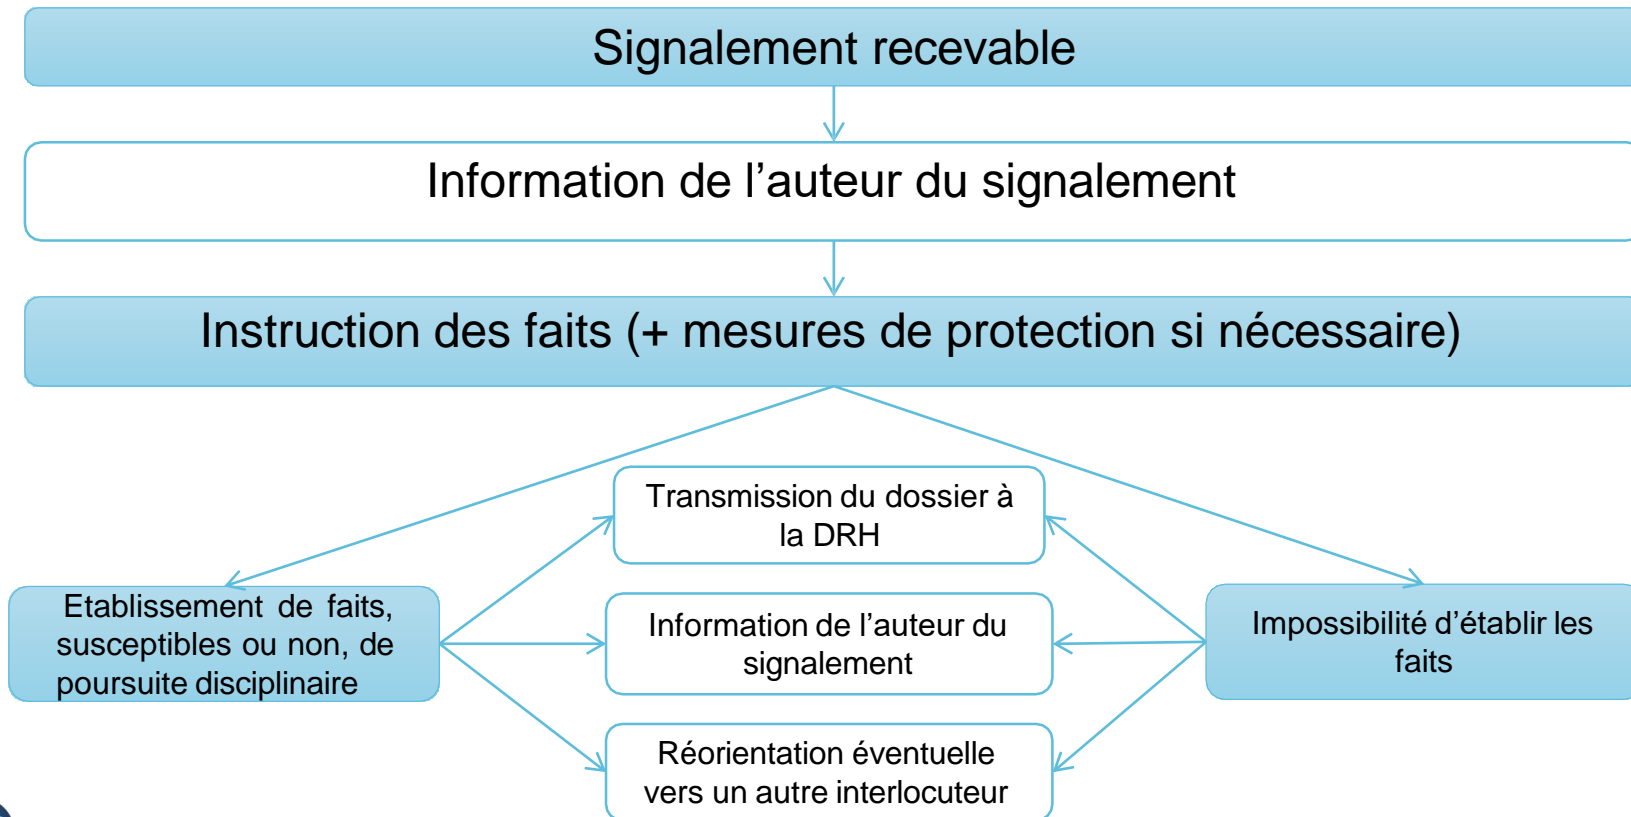 Signalement recevable
Information de l’auteur du signalement
Instruction des faits (+ mesures de protection si nécessaire)
Transmission du dossier à
la DRH
Etablissement de faits,
susceptibles ou non, de
poursuite disciplinaire
Information de l’auteur du
signalement
Impossibilité d’établir les
faits
Réorientation éventuelle
vers un autre interlocuteur